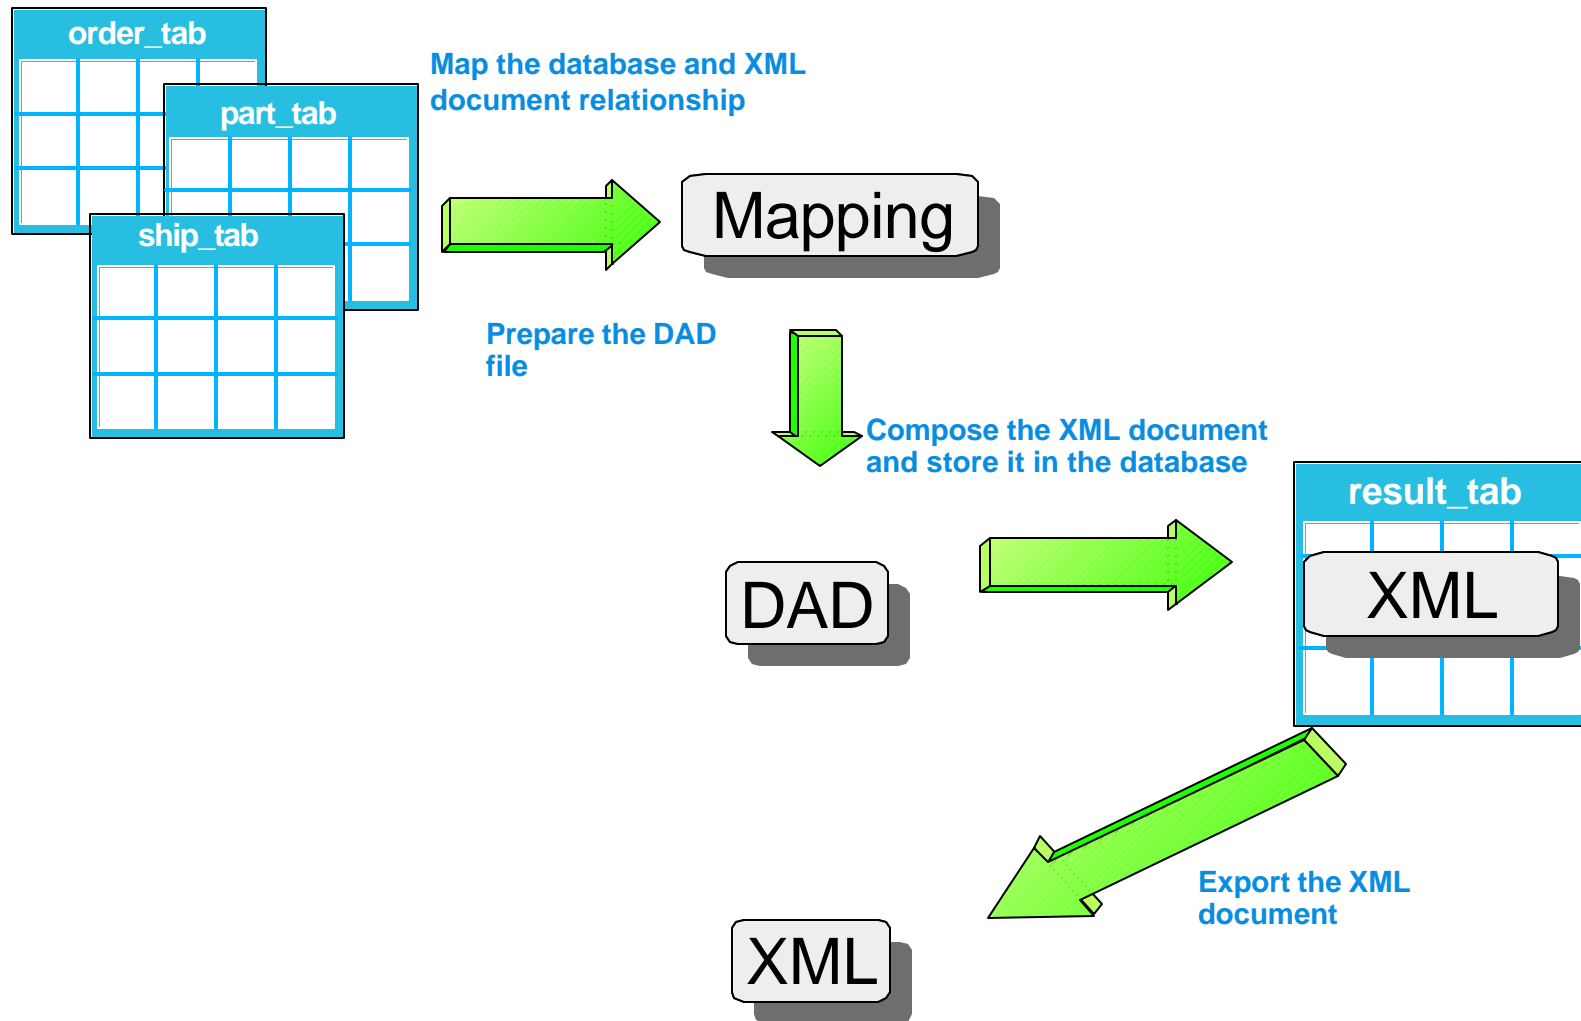 order_tab
Map the database and XML
document relationship
part_tab
ship_tab
Mapping
Prepare the DAD
file
Compose the XML document
and store it in the database
result_tab
XML
DAD
Export the XML
document
XML